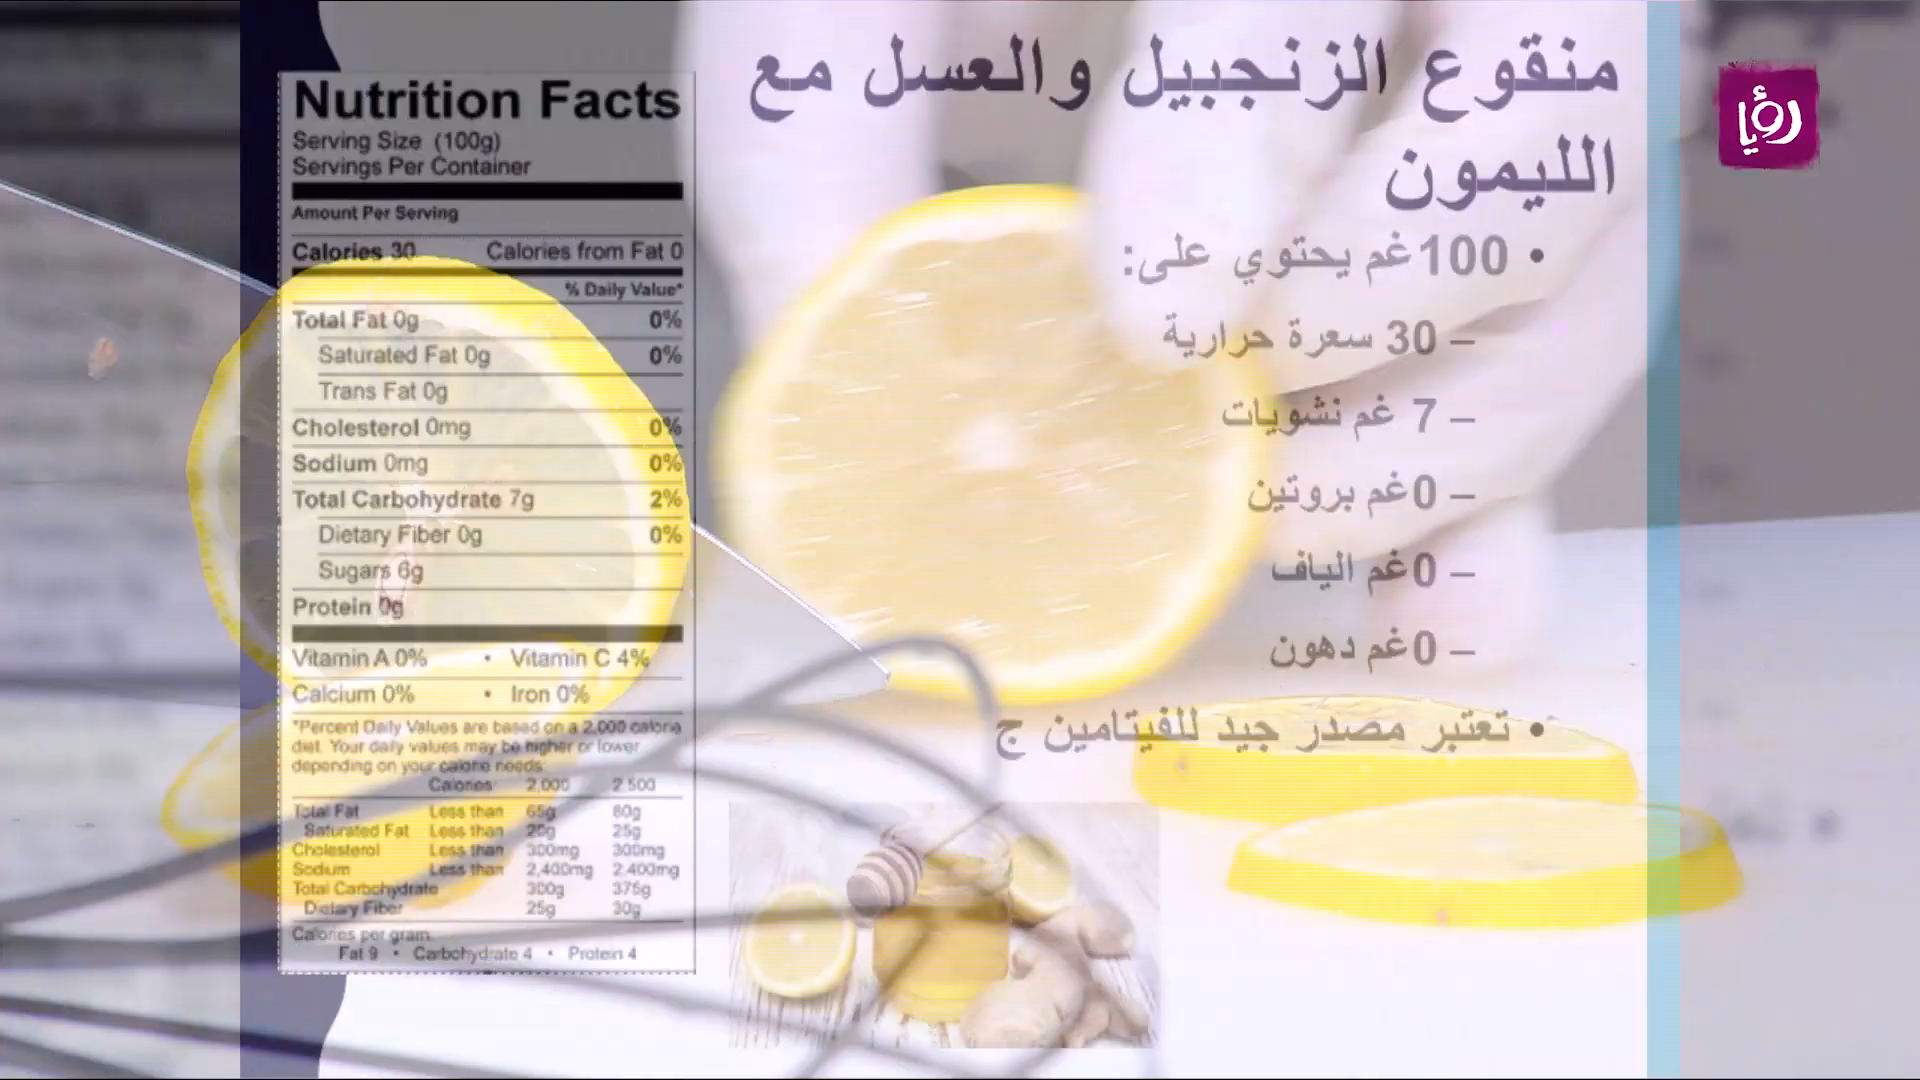 Nutrition Facts
Serving Size (100g)
Servings Per Container
Amount Per Serving
Calories 30 Calories from Fat 0
% Daily Value*
Total Fat 0g 0%
Saturated Fat 0g 0%
Trans Fat 0g
Cholesterol 0mg 0%
Sodium 0mg 0%
Total Carbohydrate 7g 2%
Dietary Fiber 0g 0%
Sugars 6g
Protein 0g
Vitamin A 0% • Vitamin C 4%
Calcium 0% • Iron 0%
*Percent Daily Values are based on a 2,000 calorie
diet. Your daily values may be higher or lower
depending on your calorie needs:
Calories 2,000 2,500
Total Fat Less than 65g 80g
Saturated Fat Less than 20g 25g
Cholesterol Less than 300mg 300mg
Sodium Less than 2,400mg 2,400mg
Total Carbohydrate 300g 375g
Dietary Fiber 25g 30g
Calories per gram:
Fat 9 • Carbohydrate 4 • Protein 4
منقوع الزنجبيل والعسل مع
الليمون
• 100غم يحتوي على:
– 30 سعرة حرارية
– 7 غم نشويات
– 0غم بروتين
– 0غم الياف
– 0غم دهون
• تعتبر مصدر جيد للفيتامين ج
رؤيا